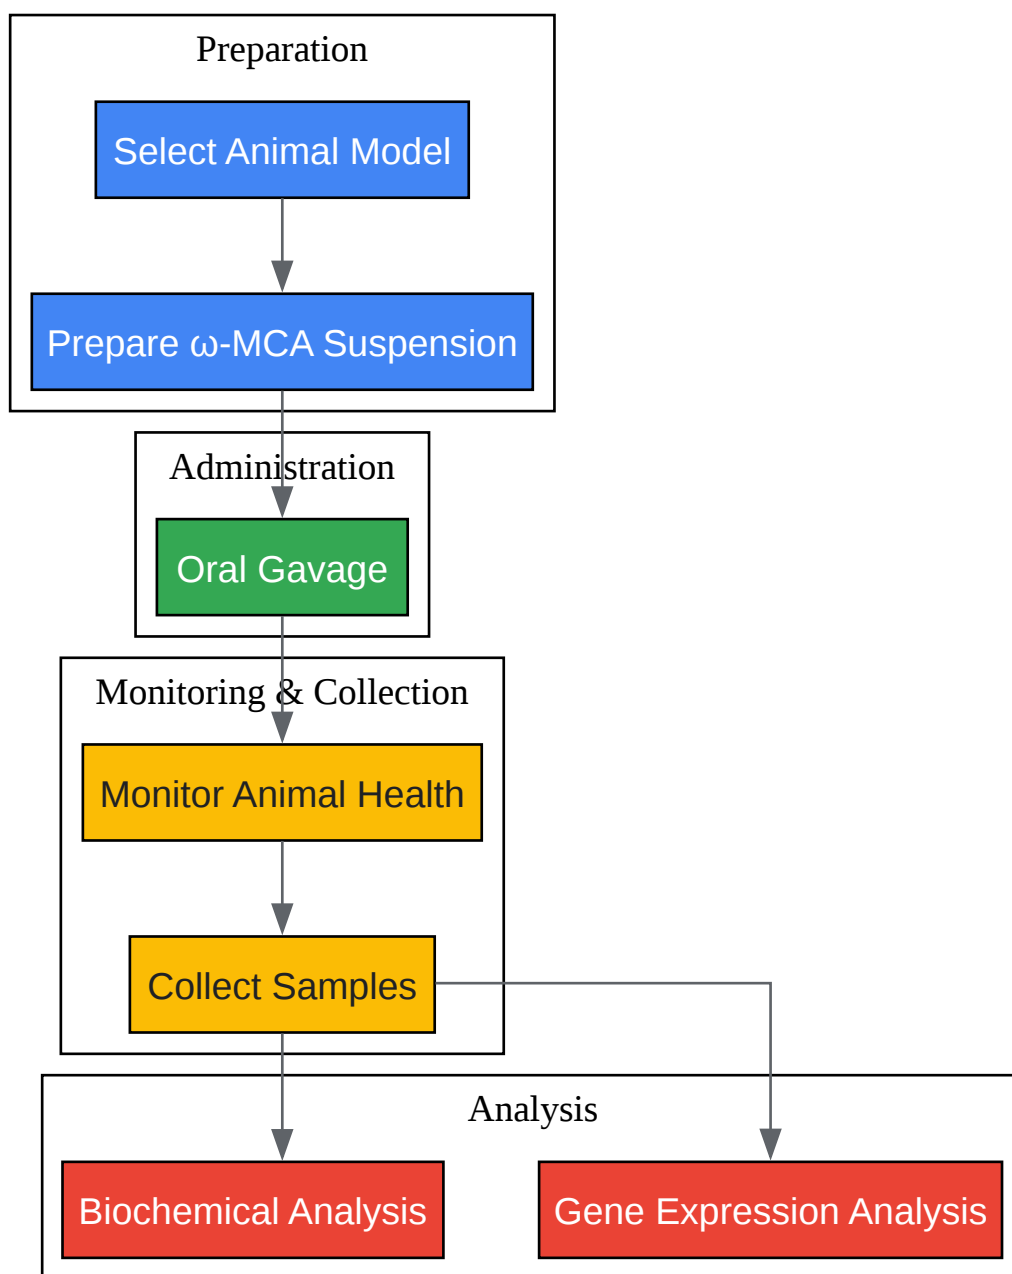 Preparation
Select Animal Model
Prepare ω-MCA Suspension
Administration
Oral Gavage
Monitoring & Collection
Monitor Animal Health
Collect Samples
Analysis
Biochemical Analysis
Gene Expression Analysis